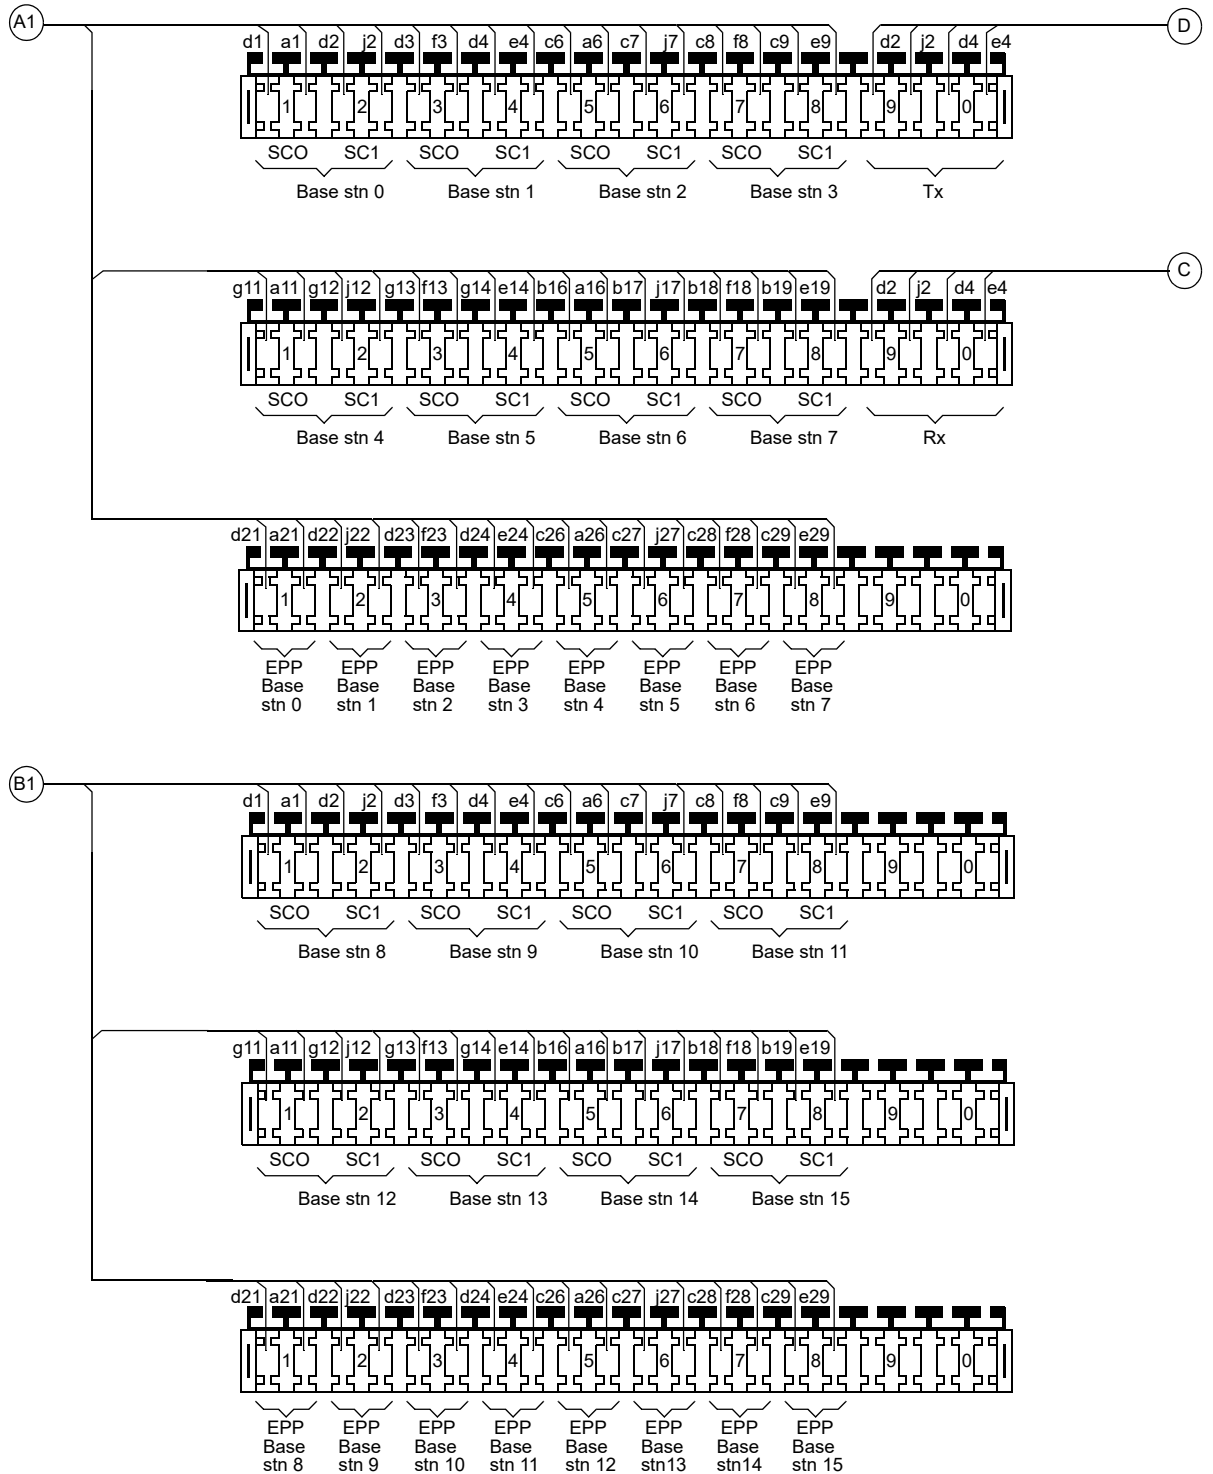 A1
D
d1 a1 d2 j2 d3 f3 d4 e4 c6 a6 c7 j7 c8 f8 c9 e9 d2 j2 d4 e4
1 2 3 4 5 6 7 8 9 0
SCO SC1 SCO SC1 SCO SC1 SCO SC1
Base stn 0 Base stn 1 Base stn 2 Base stn 3 Tx
C
g11 a11 g12 j12 g13 f13 g14 e14 b16 a16 b17 j17 b18 f18 b19 e19 d2 j2 d4 e4
1 2 3 4 5 6 7 8 9 0
SCO SC1 SCO SC1 SCO SC1 SCO SC1
Base stn 4 Base stn 5 Base stn 6 Base stn 7 Rx
d21 a21 d22 j22 d23 f23 d24 e24 c26 a26 c27 j27 c28 f28 c29 e29
1 2 3 4 5 6 7 8 9 0
EPP EPP EPP EPP EPP EPP EPP EPP
Base Base Base Base Base Base Base Base
stn 0 stn 1 stn 2 stn 3 stn 4 stn 5 stn 6 stn 7
B1
d1 a1 d2 j2 d3 f3 d4 e4 c6 a6 c7 j7 c8 f8 c9 e9
1 2 3 4 5 6 7 8 9 0
SCO SC1 SCO SC1 SCO SC1 SCO SC1
Base stn 8 Base stn 9 Base stn 10 Base stn 11
g11 a11 g12 j12 g13 f13 g14 e14 b16 a16 b17 j17 b18 f18 b19 e19
1 2 3 4 5 6 7 8 9 0
SCO SC1 SCO SC1 SCO SC1 SCO SC1
Base stn 12 Base stn 13 Base stn 14 Base stn 15
d21 a21 d22 j22 d23 f23 d24 e24 c26 a26 c27 j27 c28 f28 c29 e29
1 2 3 4 5 6 7 8 9 0
EPP EPP EPP EPP EPP EPP EPP EPP
Base Base Base Base Base Base Base Base
stn 8 stn 9 stn 10 stn 11 stn 12 stn13 stn14 stn 15